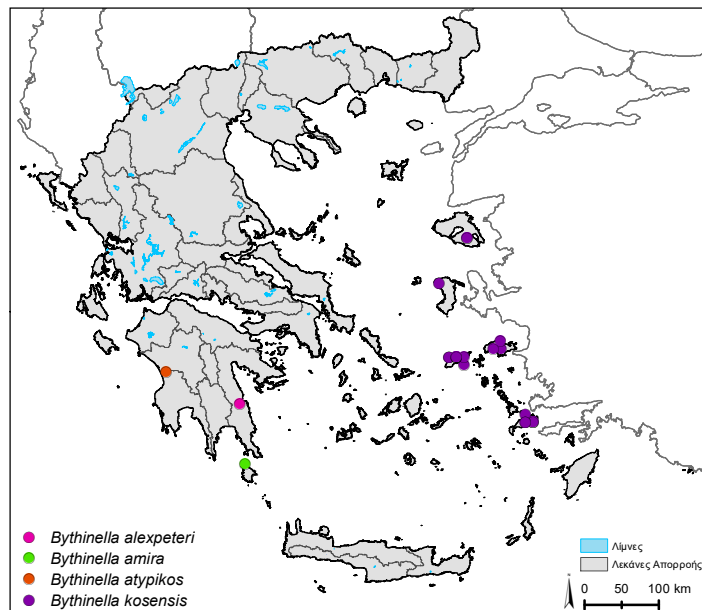 Bythinella alexpeteri
Bythinella amira
Bythinella atypikos
Bythinella kosensis
Λίμνες
Λεκάνες Απορροής
0 50 100 km